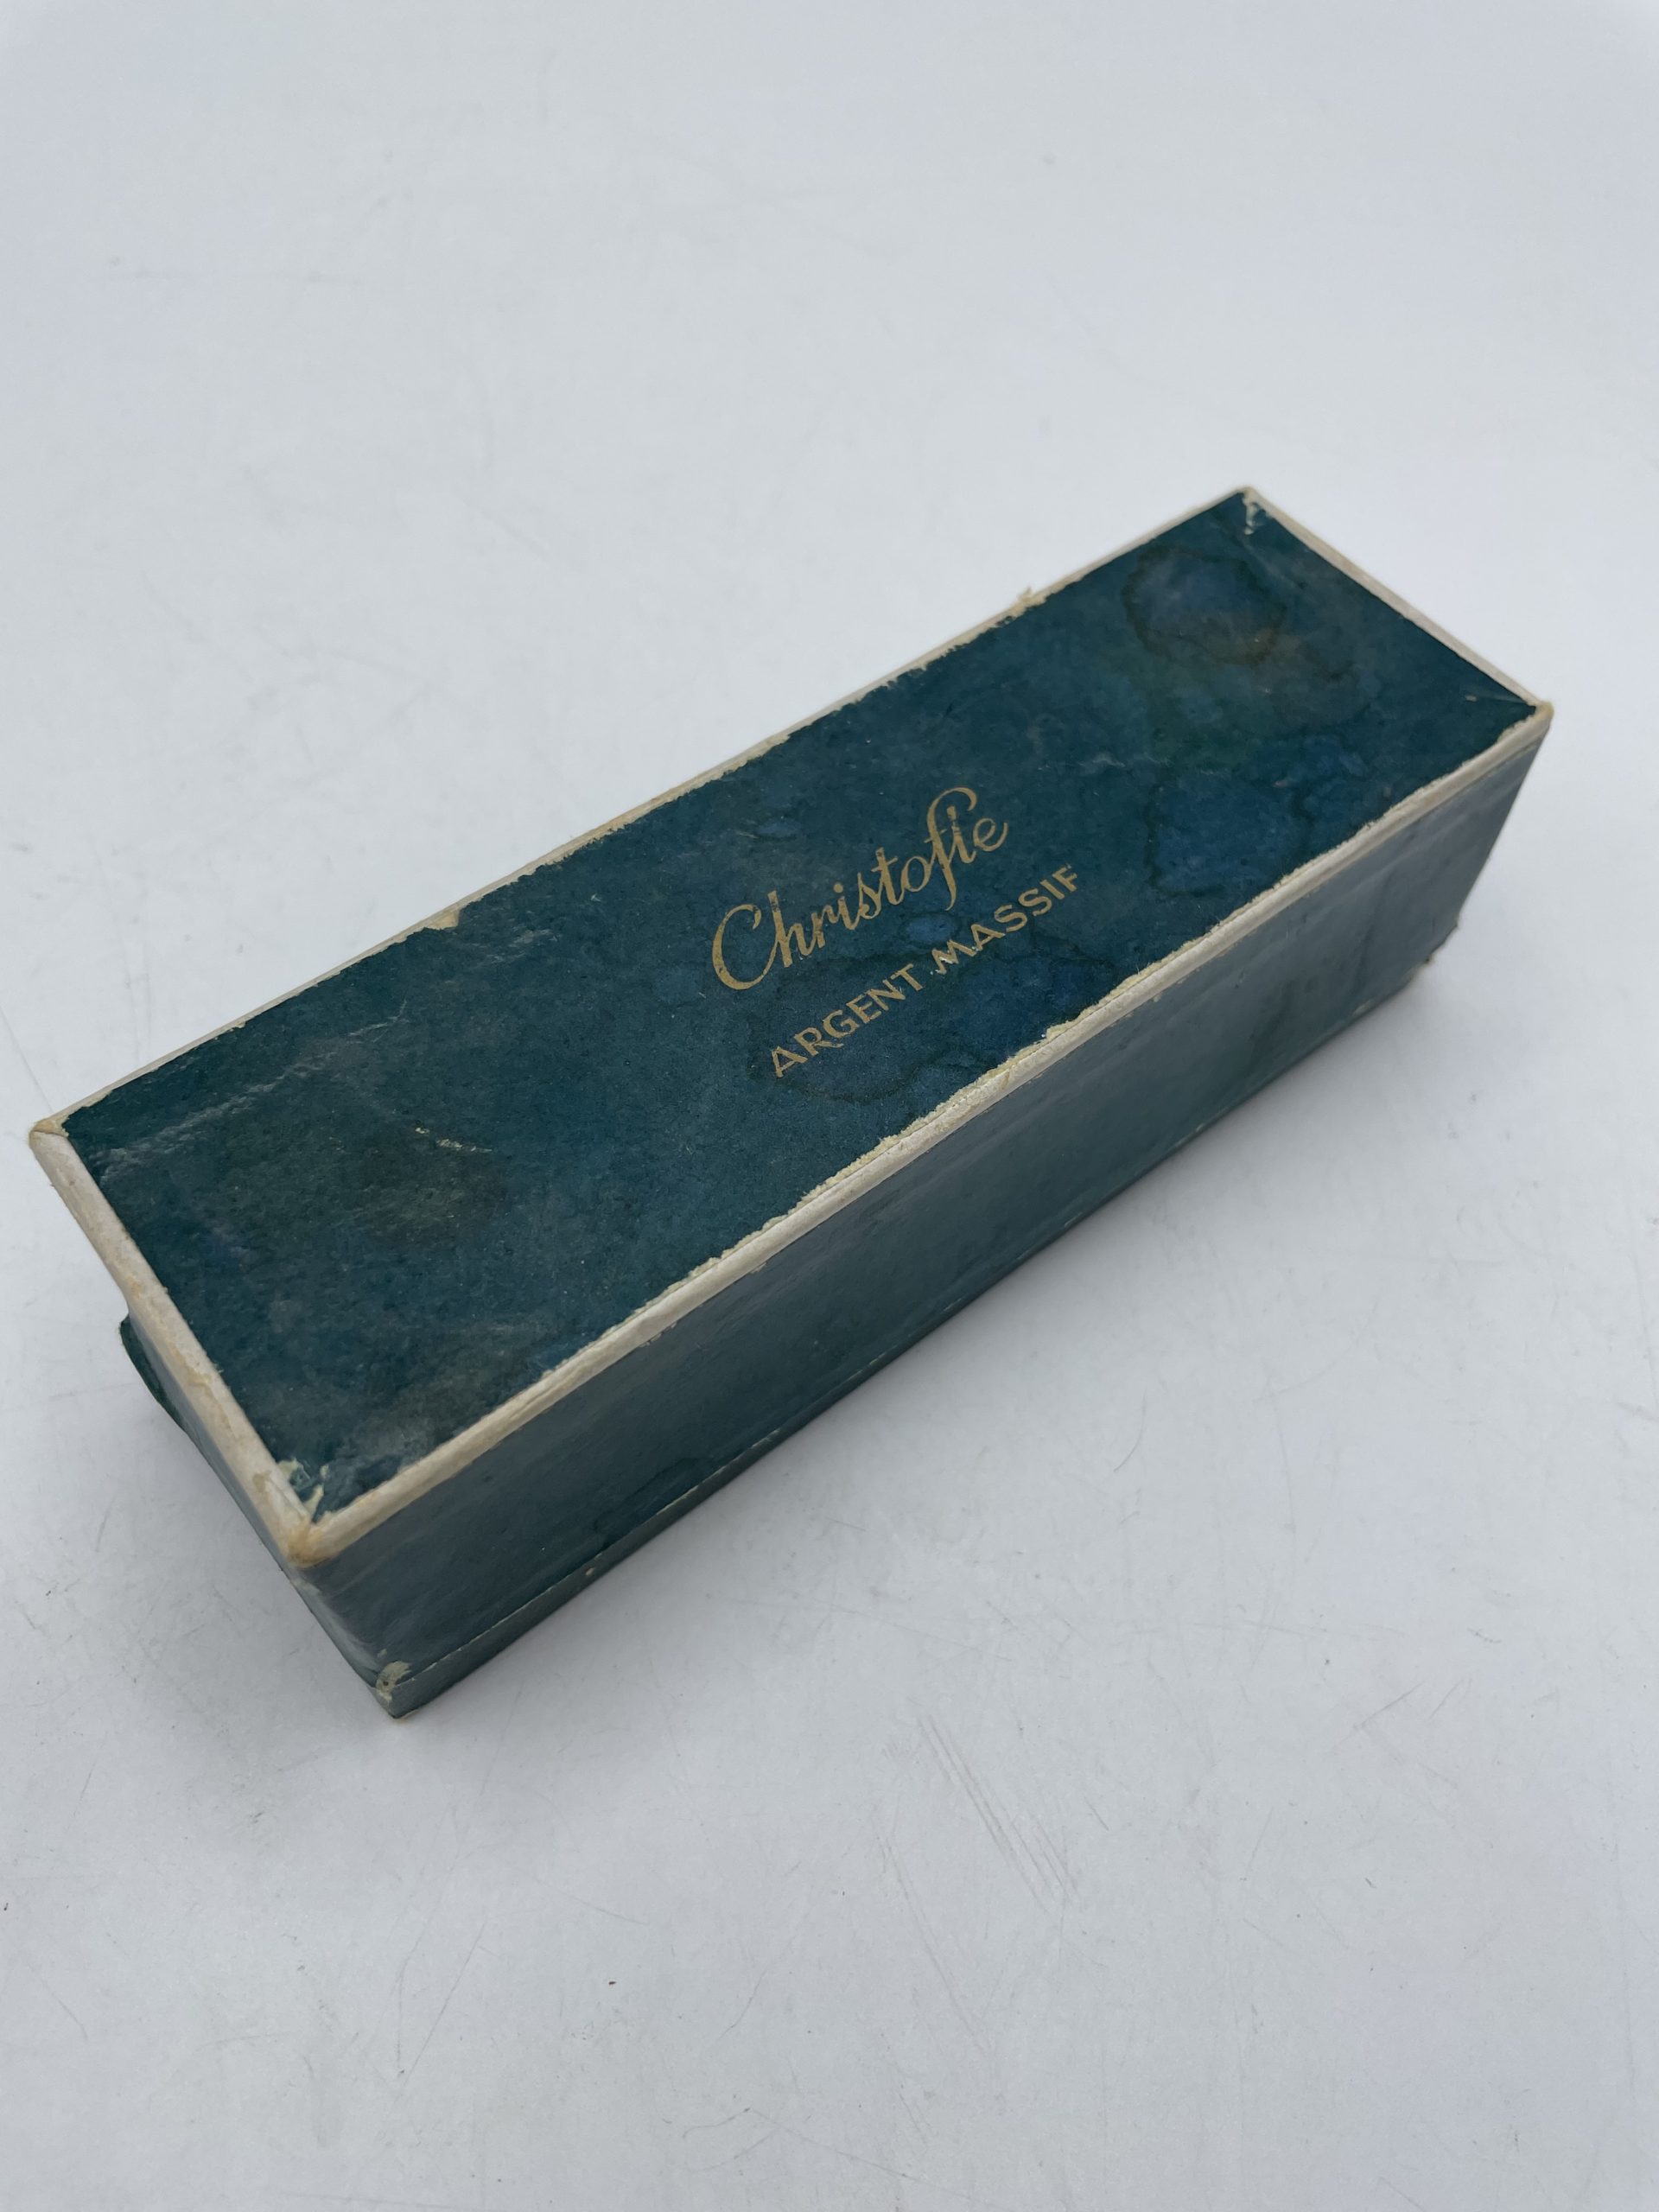 Christofle
ARGENT MASSIF